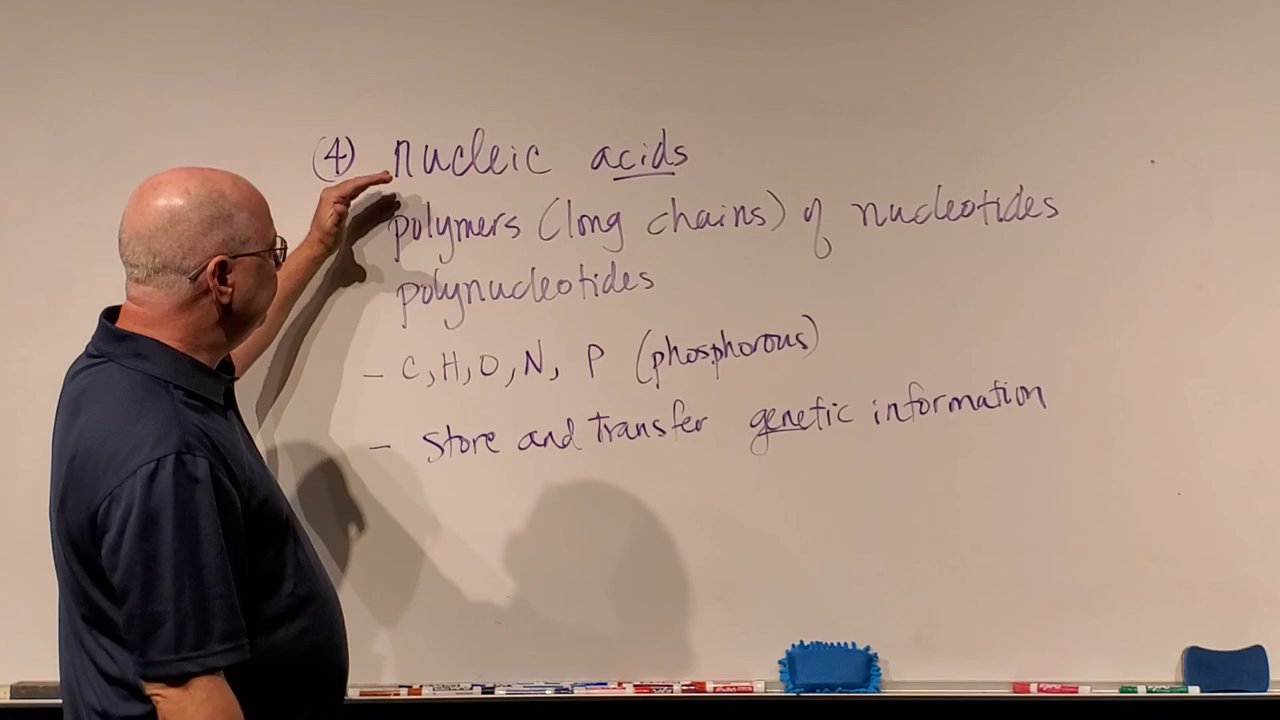 (4) nucleic acids
polymers (long chains) of nucleotides
polynucleotides
- C, H, O, N, P (phosphorous)
- store and transfer genetic information